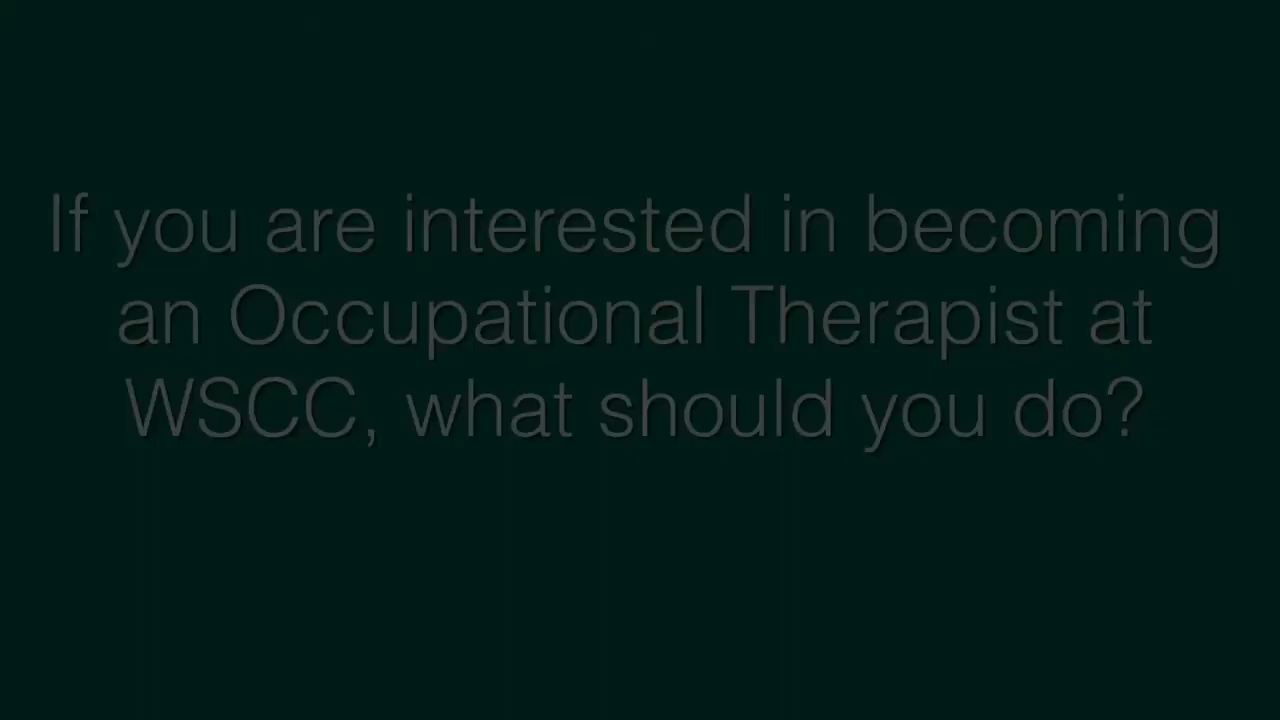 If you are interested in becoming
an Occupational Therapist at
WSCC, what should you do?